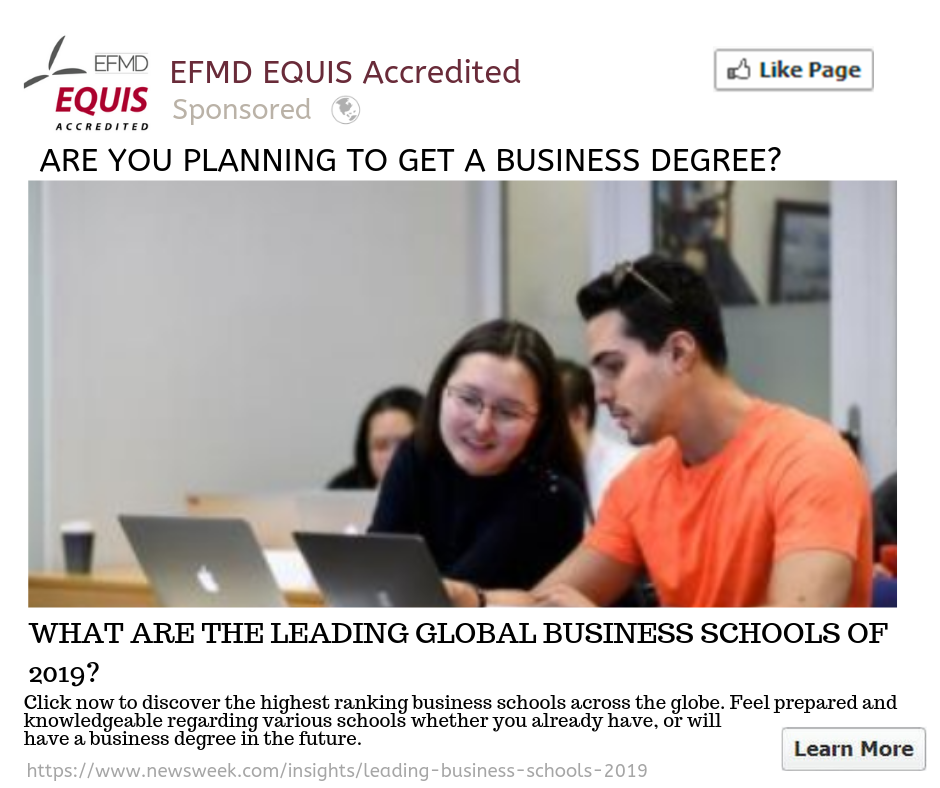 EFMD
EQUIS
ACCREDITED
EFMD EQUIS Accredited
Sponsored
Like Page
ARE YOU PLANNING TO GET A BUSINESS DEGREE?
WHAT ARE THE LEADING GLOBAL BUSINESS SCHOOLS OF
2019?
Click now to discover the highest ranking business schools across the globe. Feel prepared and
knowledgeable regarding various schools whether you already have, or will
have a business degree in the future.
Learn More
https://www.newsweek.com/insights/leading-business-schools-2019